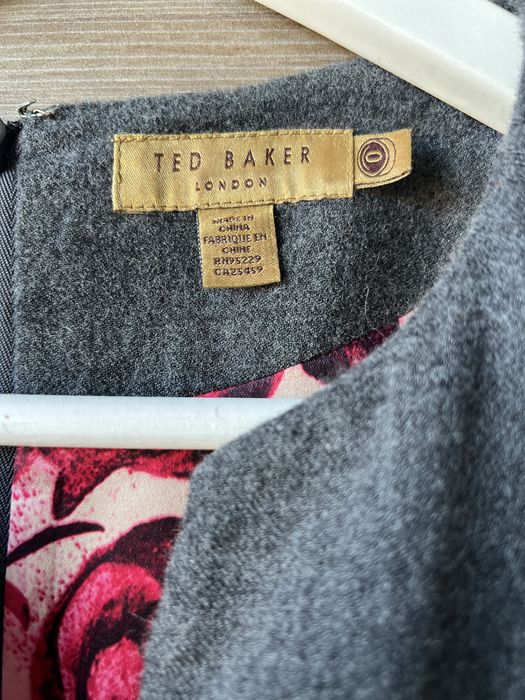 TED BAKER
LONDON
0
MADE IN
CHINA
FABRIQUE EN
CHINE
RN95229
CA25459